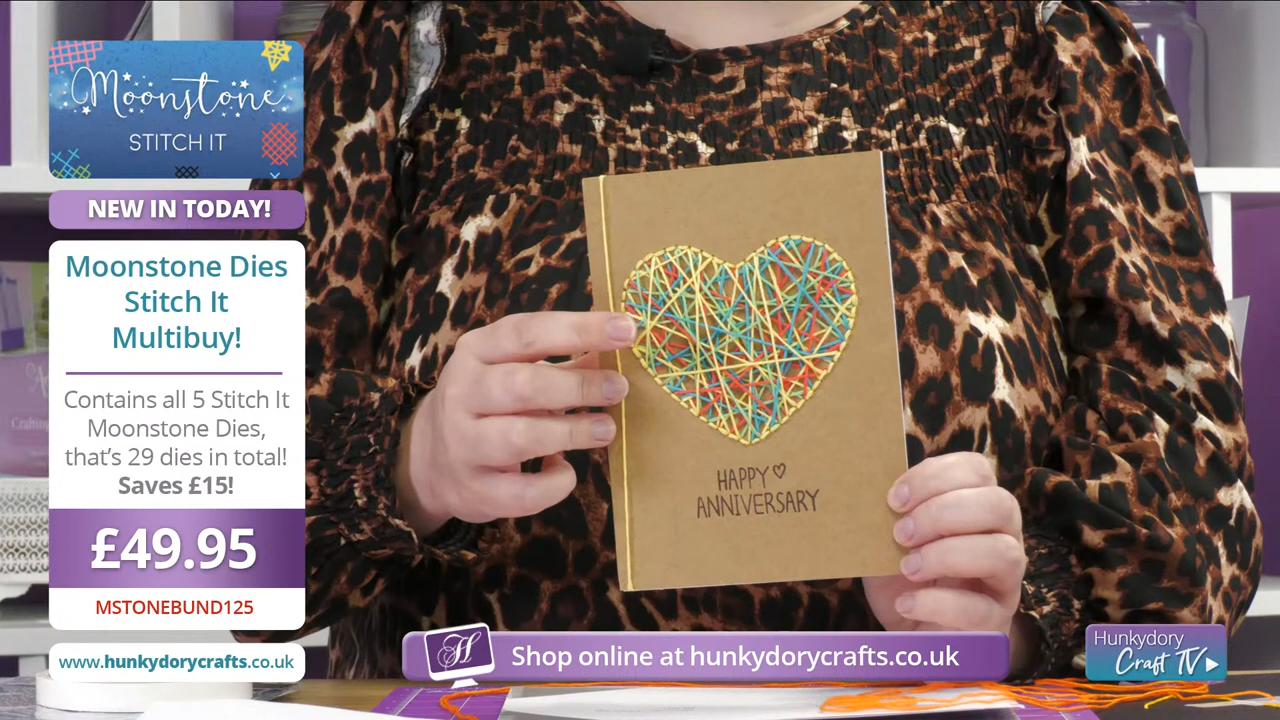 Moonstone
STITCH IT
NEW IN TODAY!
Moonstone Dies
Stitch It
Multibuy!
Contains all 5 Stitch It
Moonstone Dies,
that's 29 dies in total!
Saves £15!
£49.95
MSTONEBUND125
www.hunkydorycrafts.co.uk
HAPPY
ANNIVERSARY
H Shop online at hunkydorycrafts.co.uk
Hunkydory
Craft TV